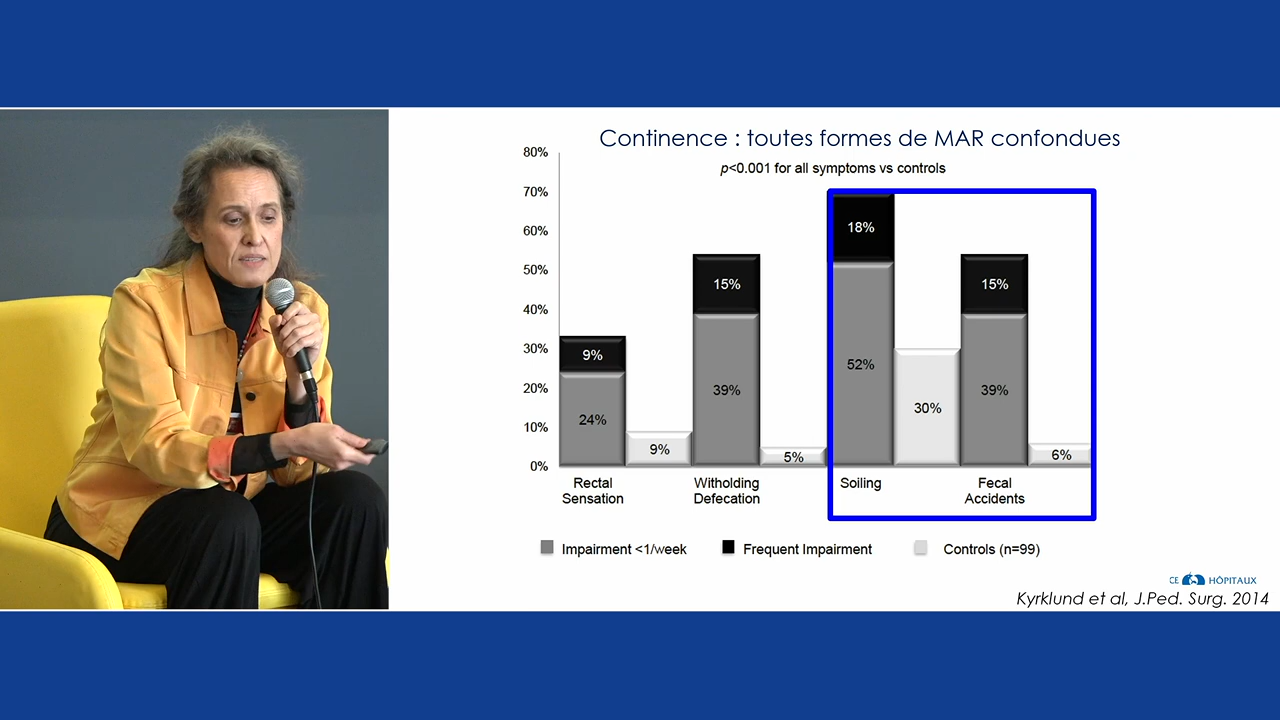 Continence : toutes formes de MAR confondues
p<0.001 for all symptoms vs controls
80%
70%
60%
50%
40%
30%
20%
10%
0%
9%
24%
9%
15%
39%
5%
18%
52%
30%
15%
39%
6%
Rectal
Sensation
Witholding
Defecation
Soiling
Fecal
Accidents
Impairment <1/week
Frequent Impairment
Controls (n=99)
CE HÔPITAUX
Kyrklund et al, J.Ped. Surg. 2014